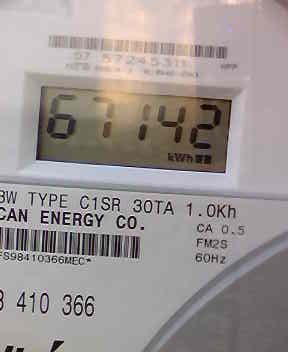 67142
kWh
3W TYPE C1SR 30TA 1.0Kh
CAN ENERGY CO.
CA 0.5
FM2S
60Hz
FS98410366MEC*
410 366